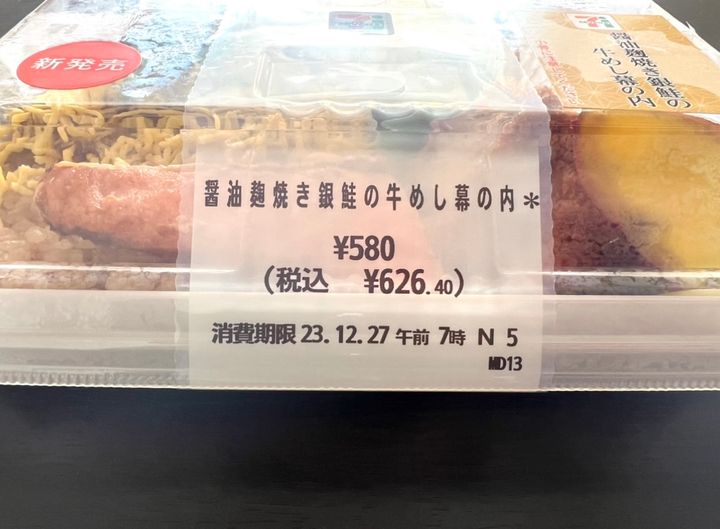 新発売
醤油麹焼き銀鮭の
牛めし幕の内
醤油麹焼き銀鮭の牛めし幕の内*
¥580
(税込 ¥626.40)
消費期限 23.12.27 午前 7時 N 5
MD13